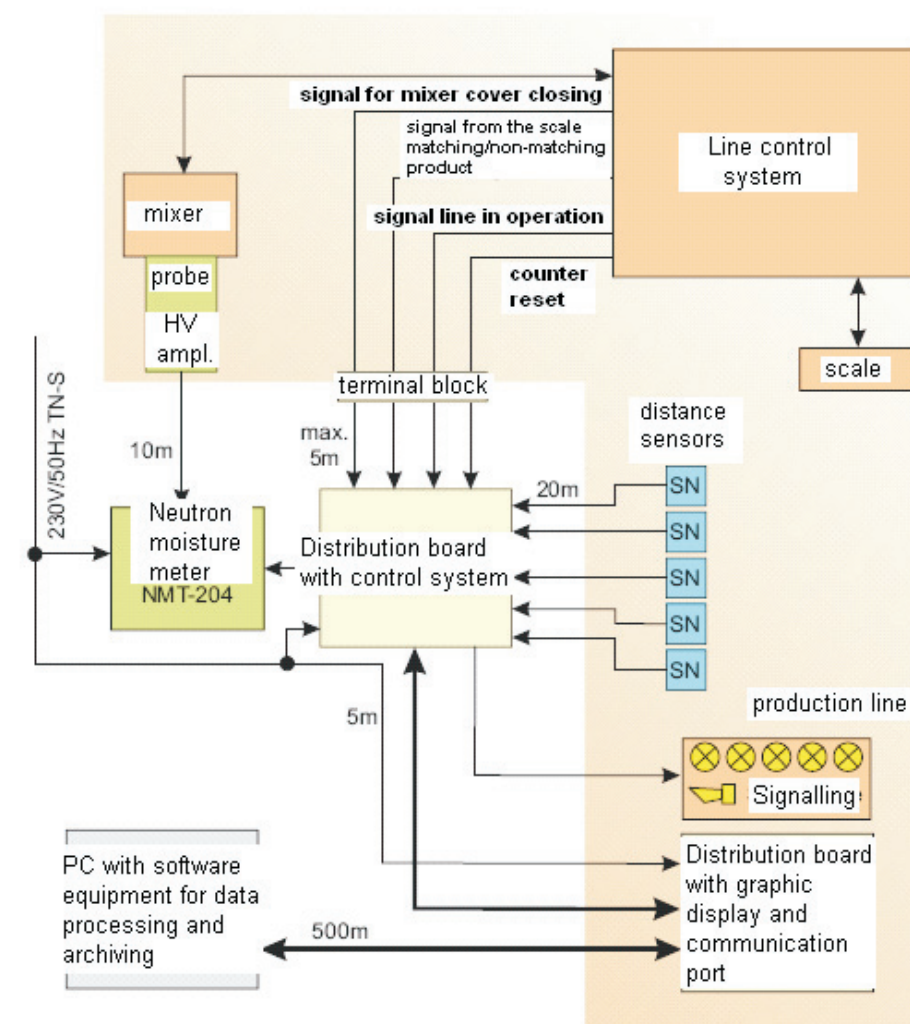 signal for mixer cover closing
signal from the scale
matching/non-matching
product
Line control
system
mixer
signal line in operation
counter
reset
probe
HV
ampl.
scale
terminal block
230V/50Hz TN-S
10m
max.
5m
distance
sensors
20m
SN
SN
SN
SN
SN
Neutron
moisture
meter
NMT-204
Distribution board
with control system
5m
production line
Signalling
PC with software
equipment for data
processing and
archiving
500m
Distribution board
with graphic
display and
communication
port